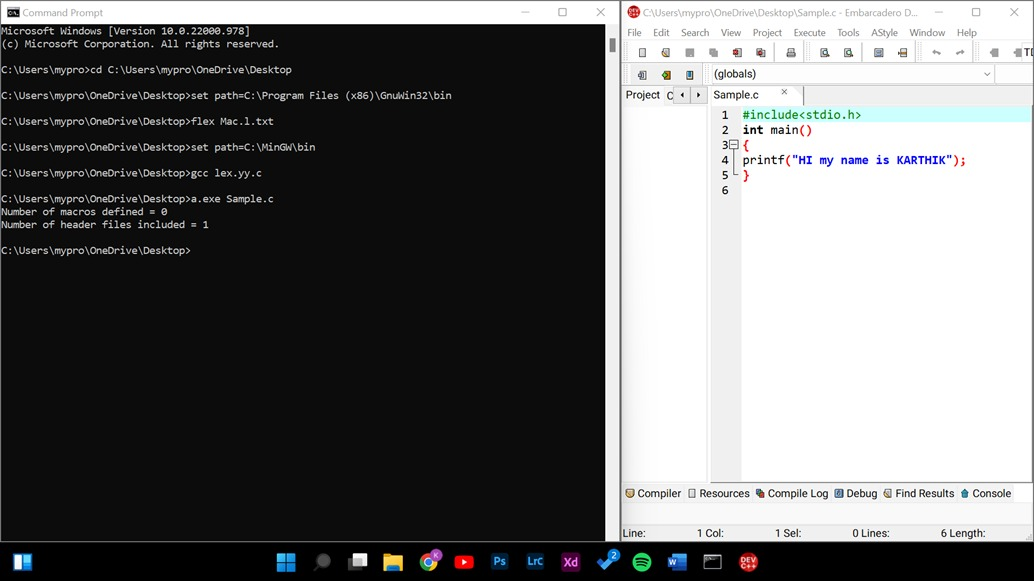 Command Prompt
Microsoft Windows [Version 10.0.22000.978]
(c) Microsoft Corporation. All rights reserved.
C:\Users\mypro>cd C:\Users\mypro\OneDrive\Desktop
C:\Users\mypro\OneDrive\Desktop>set path=C:\Program Files (x86)\GnuWin32\bin
C:\Users\mypro\OneDrive\Desktop>flex Mac.l.txt
C:\Users\mypro\OneDrive\Desktop>set path=C:\MinGW\bin
C:\Users\mypro\OneDrive\Desktop>gcc lex.yy.c
C:\Users\mypro\OneDrive\Desktop>a.exe Sample.c
Number of macros defined = 0
Number of header files included = 1
C:\Users\mypro\OneDrive\Desktop>
C:\Users\mypro\OneDrive\Desktop\Sample.c - Embarcadero D...
File Edit Search View Project Execute Tools AStyle Window Help
TD
(globals)
Project C
Sample.c
1 #include<stdio.h>
2 int main()
3 {
4 printf("HI my name is KARTHIK");
5 }
6
Compiler Resources Compile Log Debug Find Results Console
Line: 1 Col: 1 Sel: 0 Lines: 6 Length:
K Ps LrC Xd 2 W DEV C++